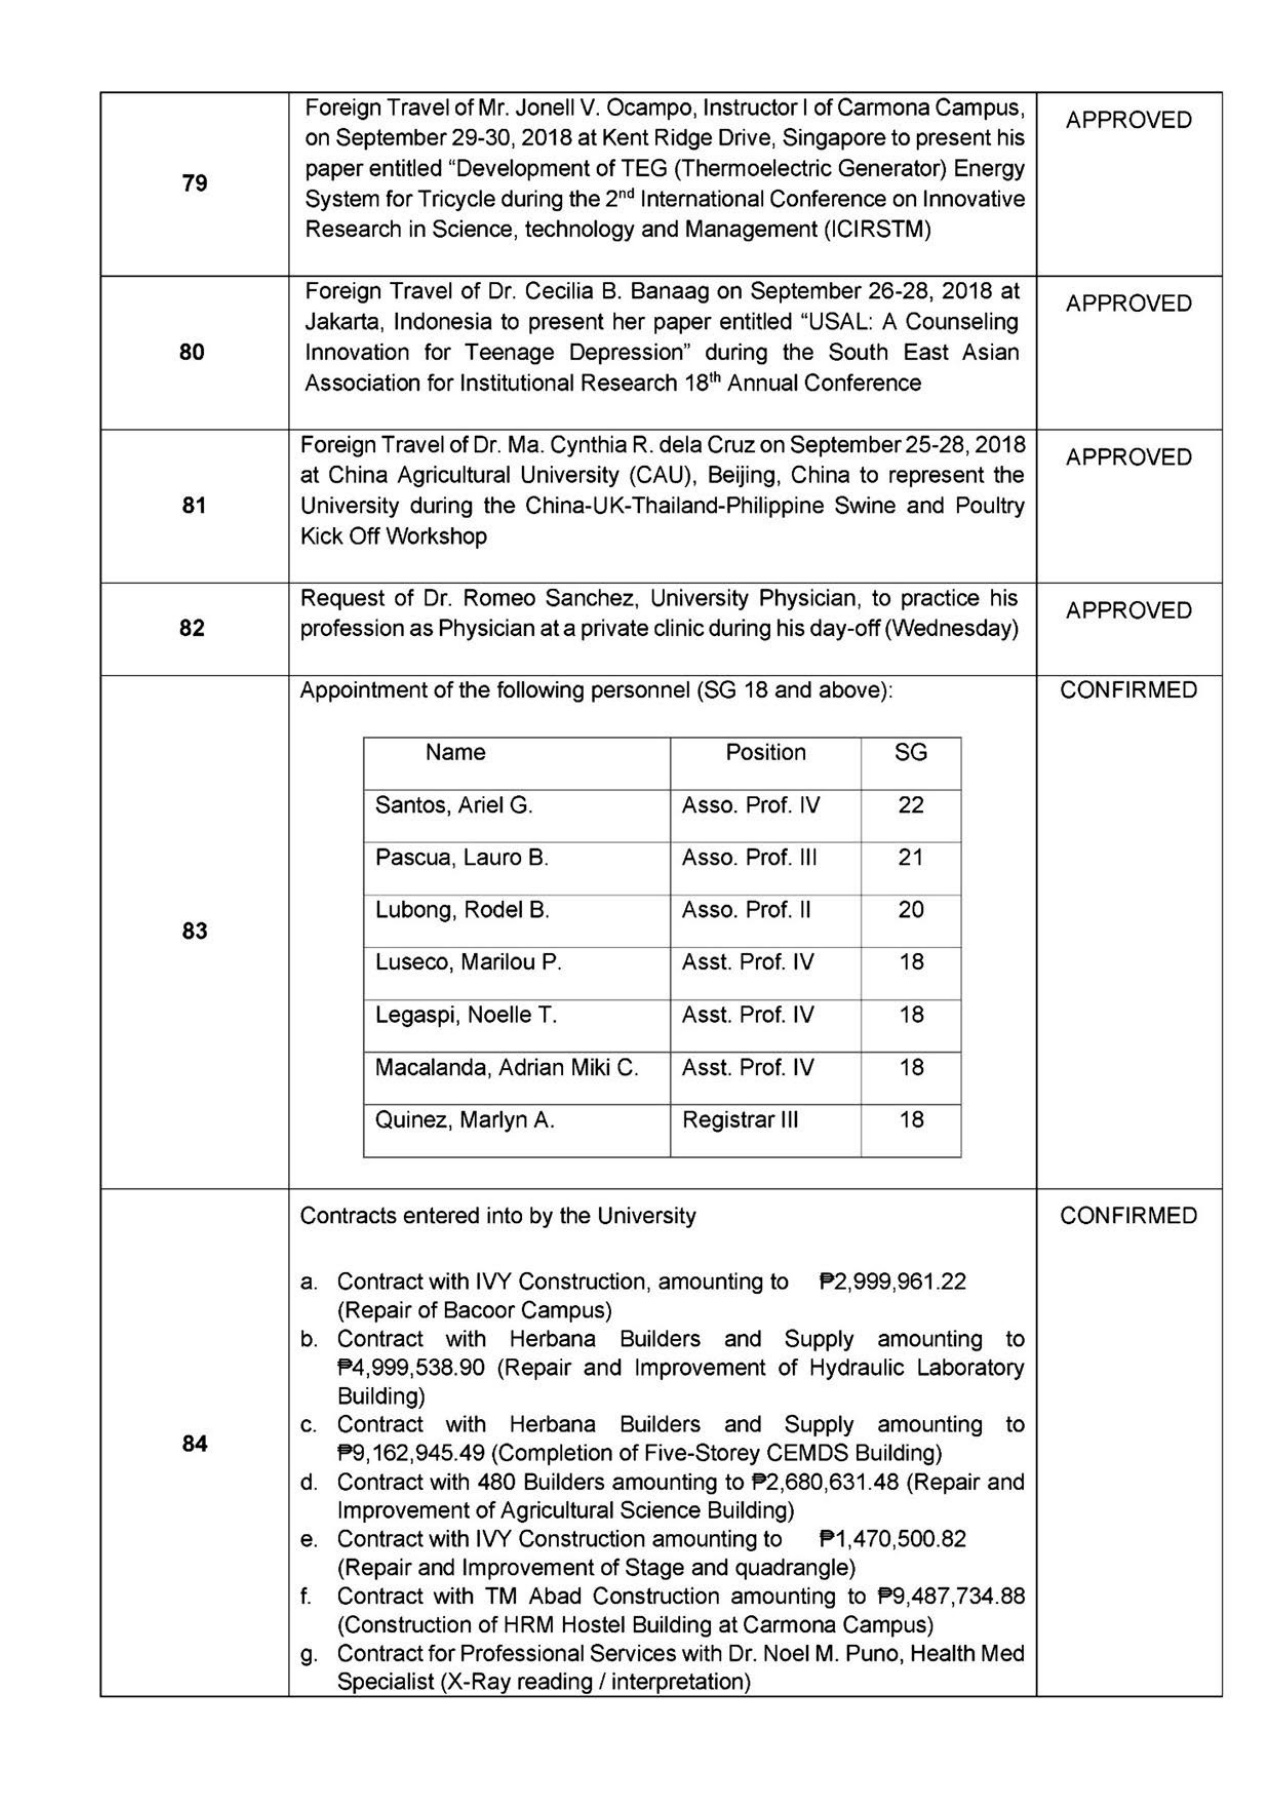 79
Foreign Travel of Mr. Jonell V. Ocampo, Instructor I of Carmona Campus,
on September 29-30, 2018 at Kent Ridge Drive, Singapore to present his
paper entitled “Development of TEG (Thermoelectric Generator) Energy
System for Tricycle during the 2nd International Conference on Innovative
Research in Science, technology and Management (ICIRSTM)
APPROVED
80
Foreign Travel of Dr. Cecilia B. Banaag on September 26-28, 2018 at
Jakarta, Indonesia to present her paper entitled “USAL: A Counseling
Innovation for Teenage Depression” during the South East Asian
Association for Institutional Research 18th Annual Conference
APPROVED
81
Foreign Travel of Dr. Ma. Cynthia R. dela Cruz on September 25-28, 2018
at China Agricultural University (CAU), Beijing, China to represent the
University during the China-UK-Thailand-Philippine Swine and Poultry
Kick Off Workshop
APPROVED
82
Request of Dr. Romeo Sanchez, University Physician, to practice his
profession as Physician at a private clinic during his day-off (Wednesday)
APPROVED
83
Appointment of the following personnel (SG 18 and above):
CONFIRMED
Name Position SG
Santos, Ariel G. Asso. Prof. IV 22
Pascua, Lauro B. Asso. Prof. III 21
Lubong, Rodel B. Asso. Prof. II 20
Luseco, Marilou P. Asst. Prof. IV 18
Legaspi, Noelle T. Asst. Prof. IV 18
Macalanda, Adrian Miki C. Asst. Prof. IV 18
Quinez, Marlyn A. Registrar III 18
84
Contracts entered into by the University
CONFIRMED
a. Contract with IVY Construction, amounting to ₱2,999,961.22
(Repair of Bacoor Campus)
b. Contract with Herbana Builders and Supply amounting to
₱4,999,538.90 (Repair and Improvement of Hydraulic Laboratory
Building)
c. Contract with Herbana Builders and Supply amounting to
₱9,162,945.49 (Completion of Five-Storey CEMDS Building)
d. Contract with 480 Builders amounting to ₱2,680,631.48 (Repair and
Improvement of Agricultural Science Building)
e. Contract with IVY Construction amounting to ₱1,470,500.82
(Repair and Improvement of Stage and quadrangle)
f. Contract with TM Abad Construction amounting to ₱9,487,734.88
(Construction of HRM Hostel Building at Carmona Campus)
g. Contract for Professional Services with Dr. Noel M. Puno, Health Med
Specialist (X-Ray reading / interpretation)